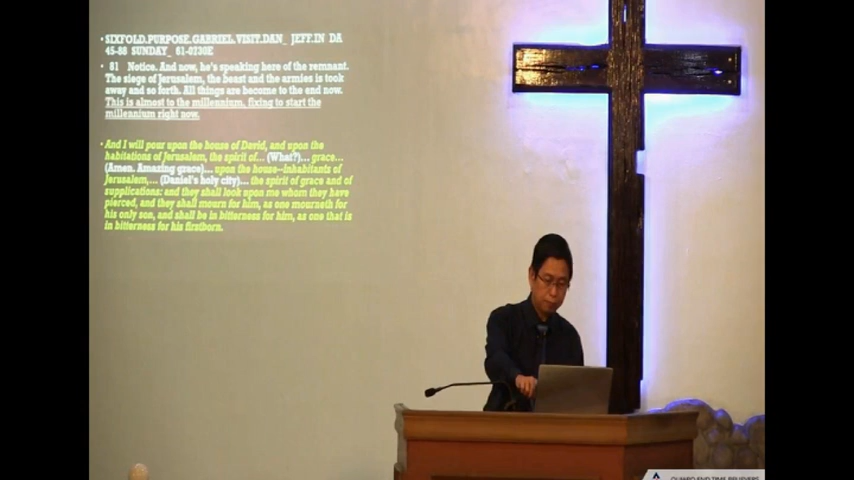 • SIXFOLD.PURPOSE.GABRIEL.VISIT.DAN_ JEFF.IN DA
45-88 SUNDAY_ 61-0730E
• 81 Notice. And now, he's speaking here of the remnant.
The siege of Jerusalem, the beast and the armies is took
away and so forth. All things are become to the end now.
This is almost to the millennium, fixing to start the
millennium right now.
• And I will pour upon the house of David, and upon the
habitations of Jerusalem, the spirit of... (What?)... grace...
(Amen. Amazing grace)... upon the house--inhabitants of
Jerusalem,... (Daniel's holy city)... the spirit of grace and of
supplications: and they shall look upon me whom they have
pierced, and they shall mourn for him, as one mourneth for
his only son, and shall be in bitterness for him, as one that is
in bitterness for his firstborn.
END TIME BELIEVERS